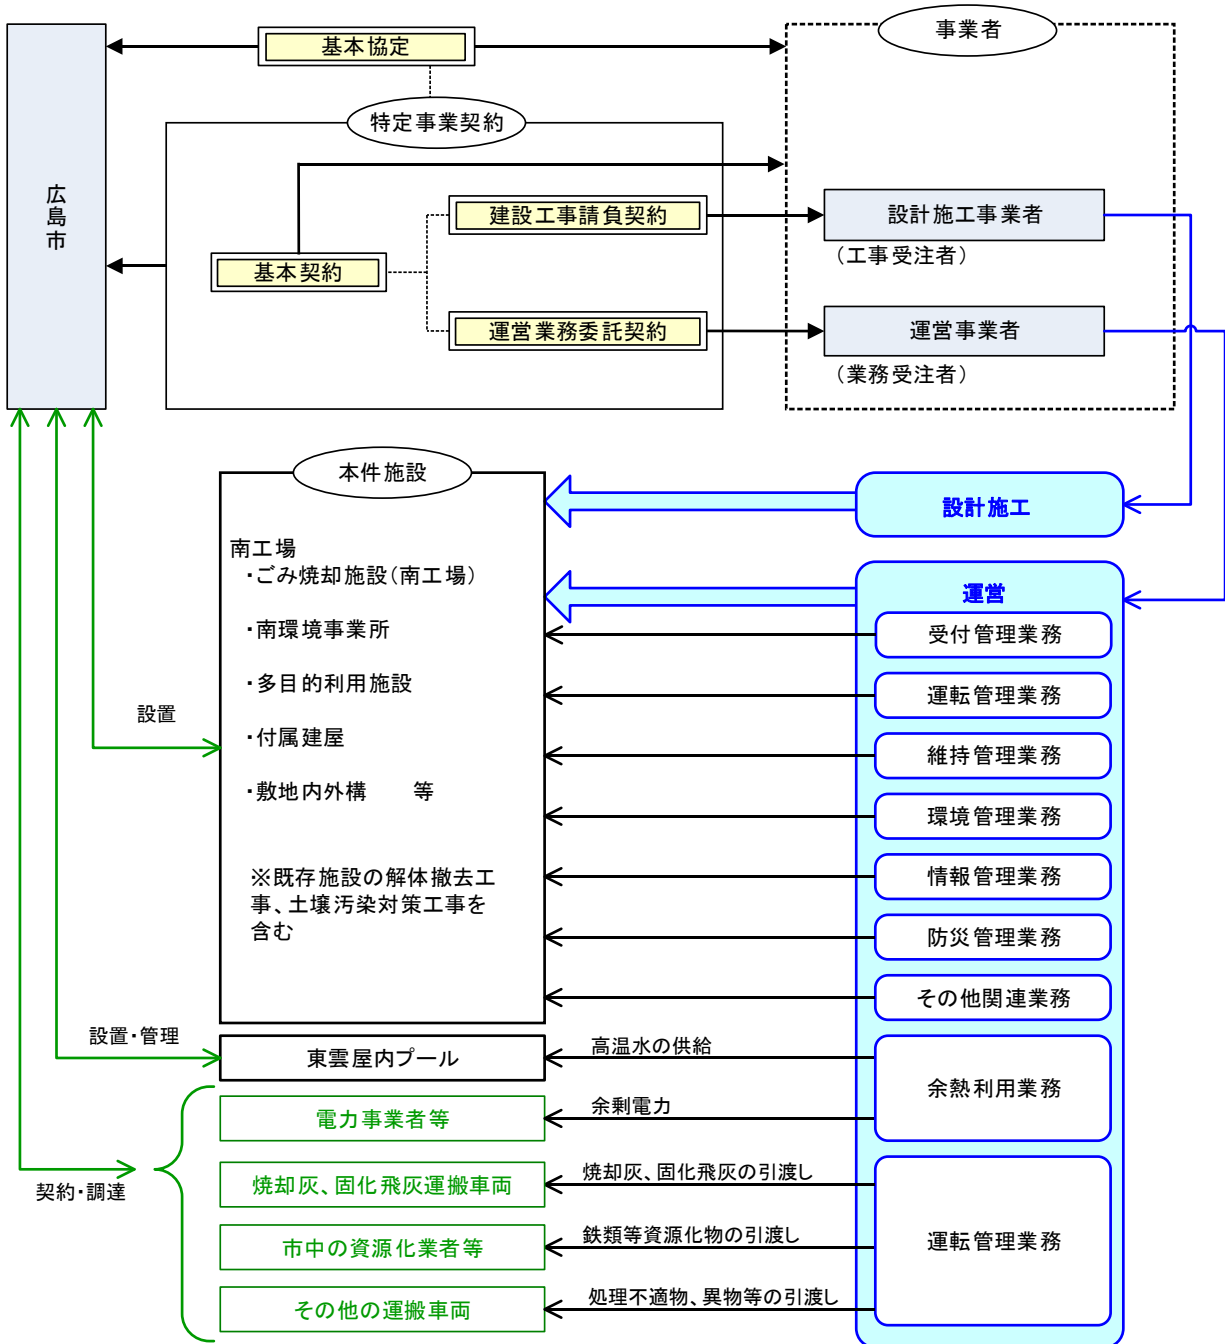 事業者
基本協定
特定事業契約
広島市
建設工事請負契約
設計施工事業者
（工事受注者）
基本契約
運営業務委託契約
運営事業者
（業務受注者）
本件施設
設計施工
南工場
・ごみ焼却施設（南工場）
・南環境事業所
・多目的利用施設
・付属建屋
・敷地内外構　　等
※既存施設の解体撤去工
事、土壌汚染対策工事を
含む
設置
運営
受付管理業務
運転管理業務
維持管理業務
環境管理業務
情報管理業務
防災管理業務
その他関連業務
設置・管理
東雲屋内プール
高温水の供給
余熱利用業務
電力事業者等
余剰電力
契約・調達
焼却灰、固化飛灰運搬車両
焼却灰、固化飛灰の引渡し
市中の資源化業者等
鉄類等資源化物の引渡し
運転管理業務
その他の運搬車両
処理不適物、異物等の引渡し